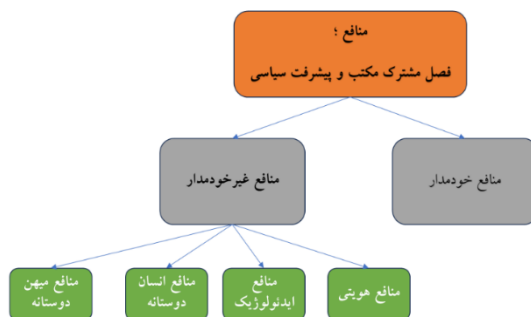 منافع ؛
فصل مشترک مکتب و پیشرفت سیاسی
منافع خودمدار
منافع غیرخودمدار
منافع هویتی
منافع
ایدئولوژیک
منافع انسان
دوستانه
منافع میهن
دوستانه